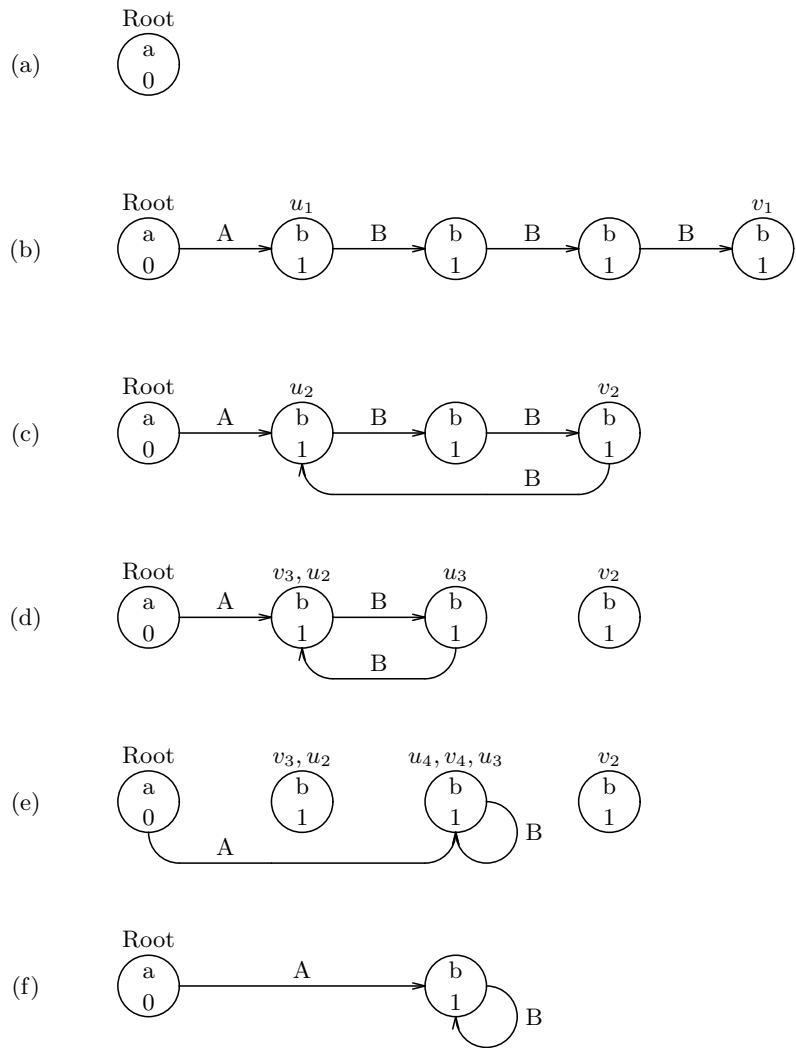 Root
(a) a
0
Root u₁ v₁
(b) a A b B b B b B b
0 1 1 1 1
Root u₂ v₂
(c) a A b B b B b
0 1 1 1
B
Root v₃, u₂ u₃ v₂
(d) a A b B b b
0 1 1 1
B
Root v₃, u₂ u₄, v₄, u₃ v₂
(e) a b b b
0 1 1 1
A B
Root
(f) a A b
0 1
B